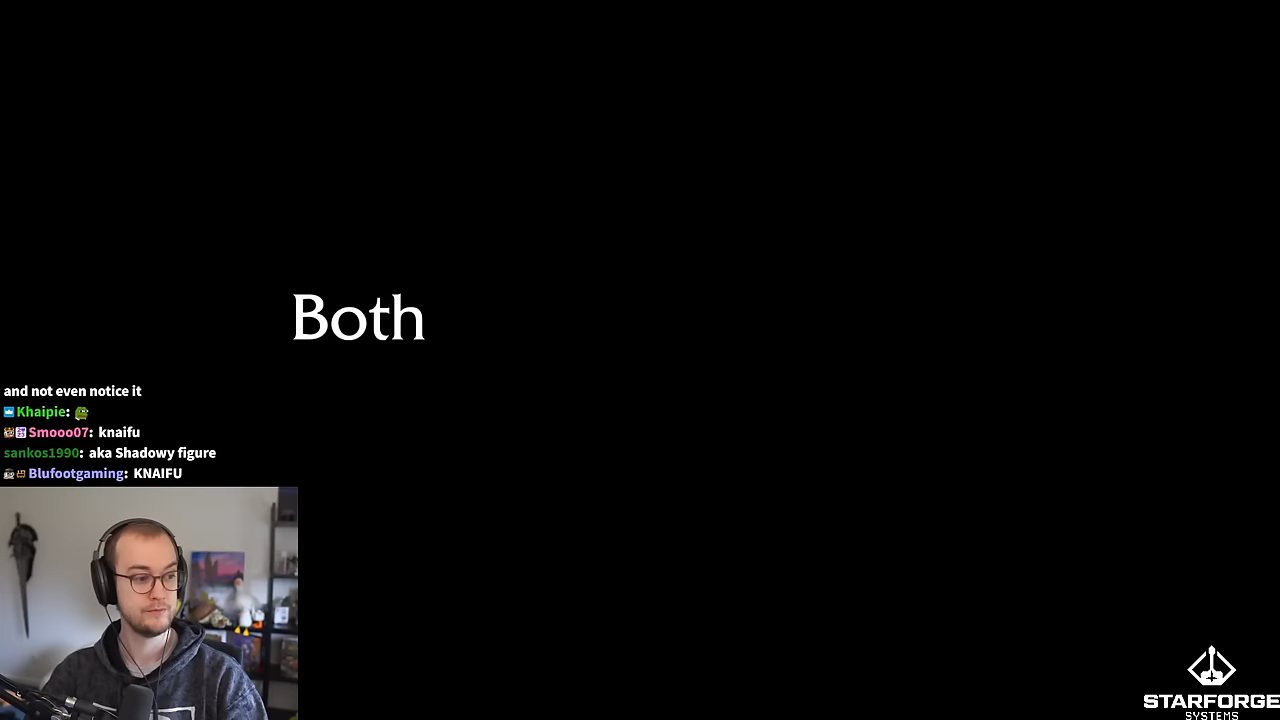 Both
and not even notice it
Khaipie:
Smooo07: knaifu
sankos1990: aka Shadowy figure
Blufootgaming: KNAIFU
STARFORGE
SYSTEMS